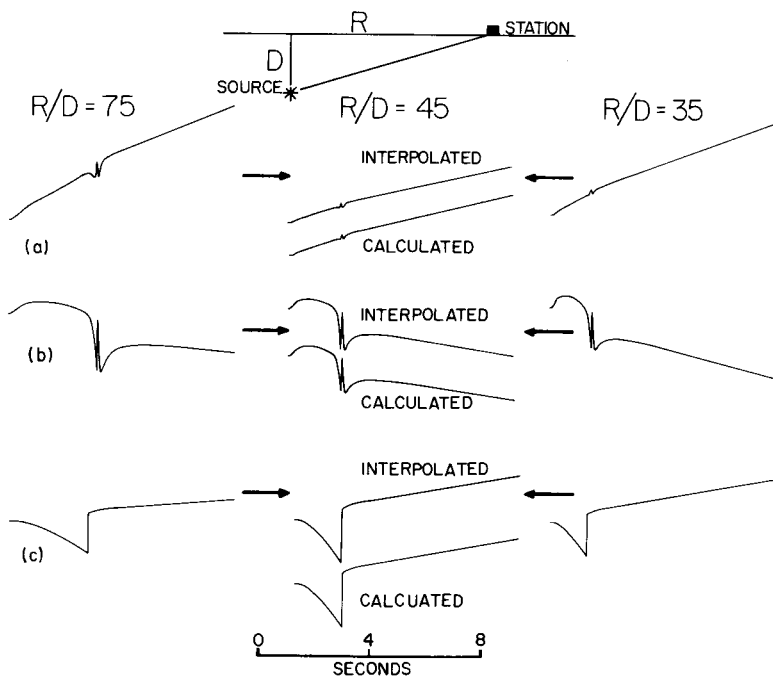 R
STATION
D
SOURCE
R/D = 75
R/D = 45
R/D = 35
INTERPOLATED
CALCULATED
(a)
INTERPOLATED
CALCULATED
(b)
INTERPOLATED
CALCUATED
(c)
0 4 8
SECONDS